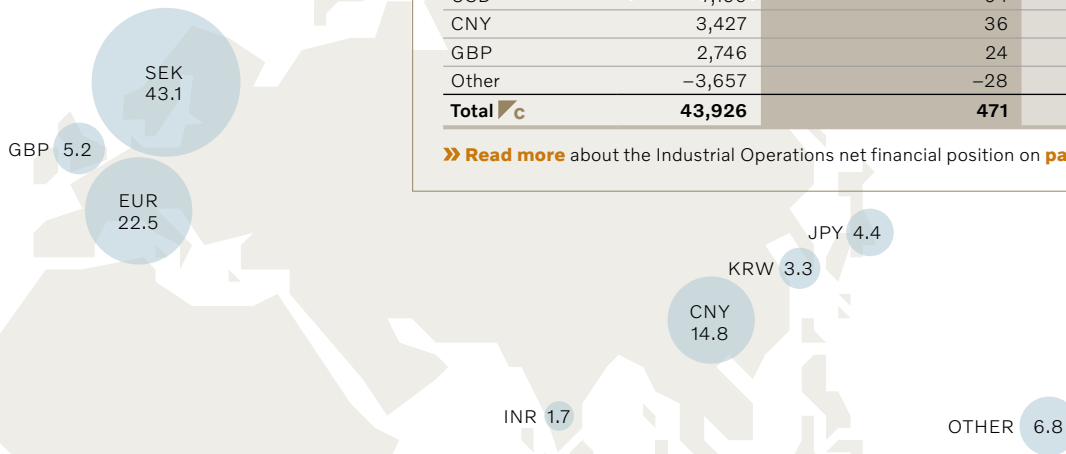 CNY 3,427 36
GBP 2,746 24
Other –3,657 –28
Total c 43,926 471
Read more about the Industrial Operations net financial position on
SEK
43.1
GBP 5.2
EUR
22.5
JPY 4.4
KRW 3.3
CNY
14.8
INR 1.7
OTHER 6.8